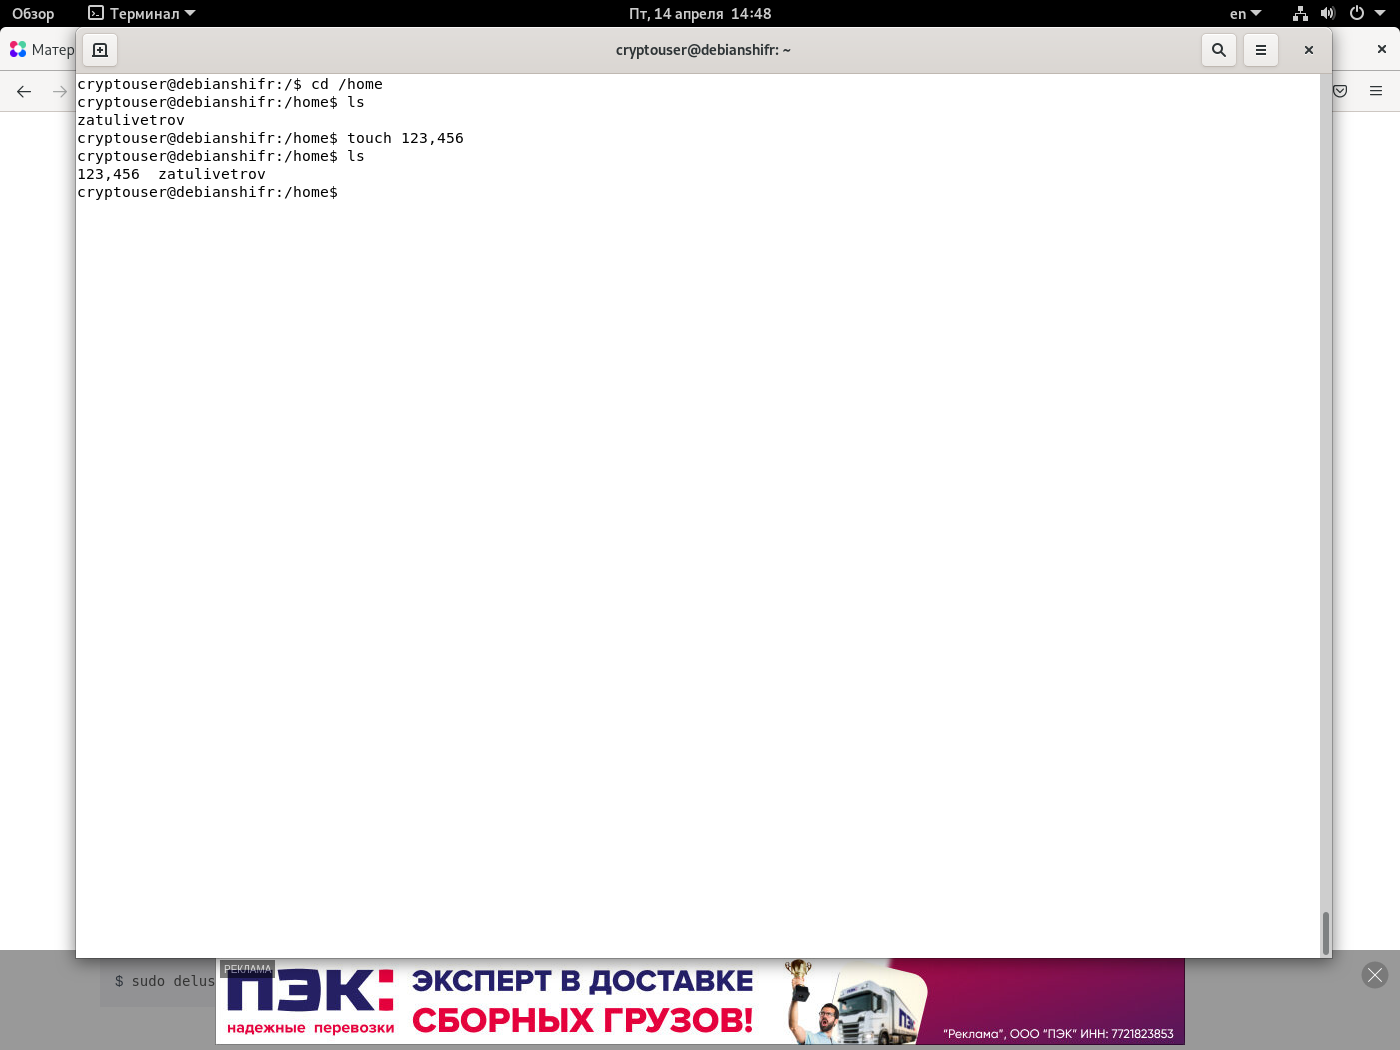 Обзор
Терминал
Пт, 14 апреля 14:48
en
Матер
cryptouser@debianshifr: ~
cryptouser@debianshifr:/$ cd /home
cryptouser@debianshifr:/home$ ls
zatulivetrov
cryptouser@debianshifr:/home$ touch 123,456
cryptouser@debianshifr:/home$ ls
123,456  zatulivetrov
cryptouser@debianshifr:/home$
$ sudo delus
РЕКЛАМА
ПЭК:
надежные перевозки
ЭКСПЕРТ В ДОСТАВКЕ
СБОРНЫХ ГРУЗОВ!
ПЭК
“Реклама”, ООО “ПЭК” ИНН: 7721823853